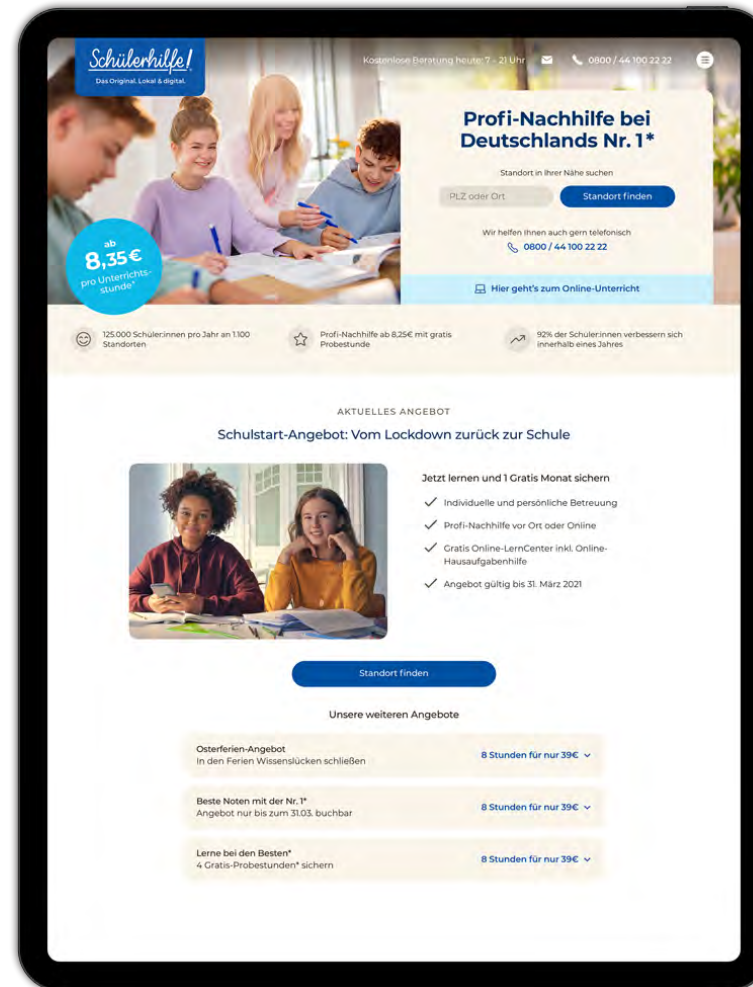 Schülerhilfe!
Das Original. Lokal & digital.
Kostenlose Beratung heute: 7 – 21 Uhr
0800 / 44 100 22 22
Profi-Nachhilfe bei
Deutschlands Nr. 1*
Standort in Ihrer Nähe suchen
PLZ oder Ort
Standort finden
Wir helfen Ihnen auch gern telefonisch
0800 / 44 100 22 22
Hier geht's zum Online-Unterricht
ab
8,35€
pro Unterrichts-
stunde*
125.000 Schüler:innen pro Jahr an 1.100
Standorten
Profi-Nachhilfe ab 8,25€ mit gratis
Probestunde
92% der Schüler:innen verbessern sich
innerhalb eines Jahres
AKTUELLES ANGEBOT
Schulstart-Angebot: Vom Lockdown zurück zur Schule
Jetzt lernen und 1 Gratis Monat sichern
Individuelle und persönliche Betreuung
Profi-Nachhilfe vor Ort oder Online
Gratis Online-LernCenter inkl. Online-
Hausaufgabenhilfe
Angebot gültig bis 31. März 2021
Standort finden
Unsere weiteren Angebote
Osterferien-Angebot
In den Ferien Wissenslücken schließen
8 Stunden für nur 39€
Beste Noten mit der Nr. 1*
Angebot nur bis zum 31.03. buchbar
8 Stunden für nur 39€
Lerne bei den Besten*
4 Gratis-Probestunden* sichern
8 Stunden für nur 39€